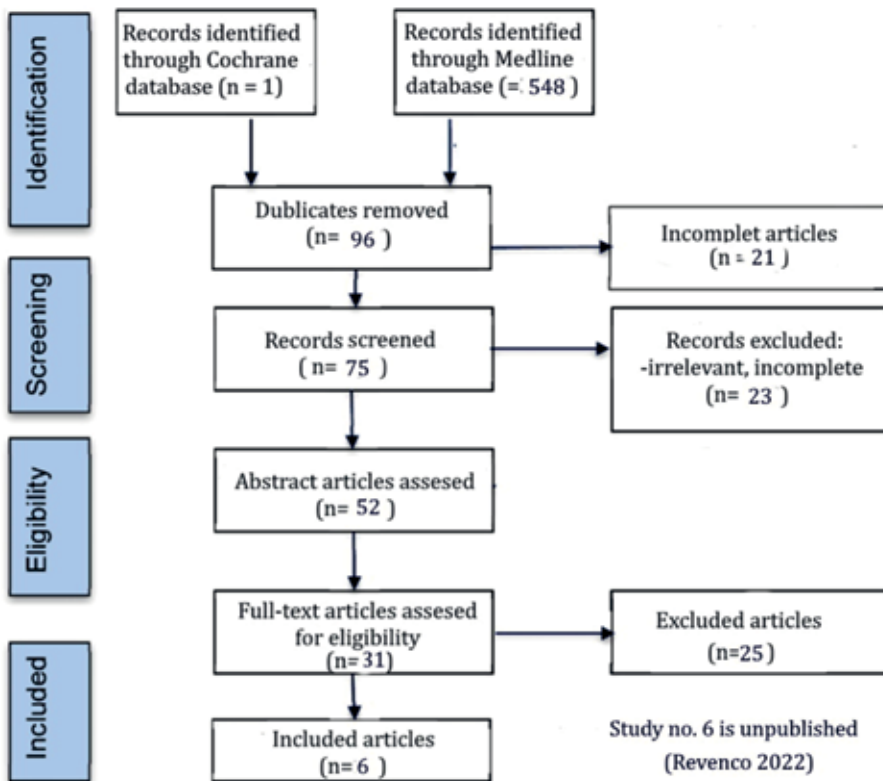 Identification
Records identified
through Cochrane
database (n = 1)
Records identified
through Medline
database (= 548 )
Dublicates removed
(n= 96 )
Incomplet articles
(n = 21 )
Screening
Records screened
( n= 75 )
Records excluded:
-irrelevant, incomplete
(n= 23 )
Eligibility
Abstract articles assesed
(n= 52 )
Full-text articles assesed
for eligibility
(n= 31)
Excluded articles
(n=25 )
Included
Included articles
(n= 6 )
Study no. 6 is unpublished
(Revenco 2022)